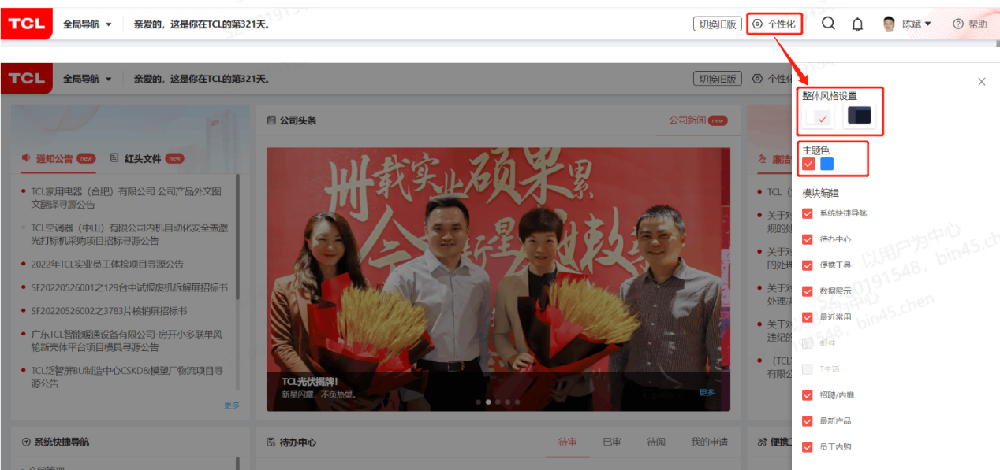 TCL 全局导航 亲爱的，这是你在TCL的第321天。 切换旧版 个性化 陈斌 帮助
TCL 全局导航 亲爱的，这是你在TCL的第321天。 切换旧版
整体风格设置
主题色
模块编辑
系统快捷导航
待办中心
便携工具
数据展示
最近常用
邮件
T生活
招聘/内推
最新产品
员工内购
通知公告 new 红头文件 new
TCL家用电器（合肥）有限公司 公司产品外文图
文翻译寻源公告
TCL空调器（中山）有限公司内机自动化安全盖激
光打标机采购项目招标寻源公告
2022年TCL实业员工体检项目寻源公告
SF20220526001之129台中试报废机拆解屏招标书
SF20220526002之3783片核销屏招标书
广东TCL智能暖通设备有限公司-房开小多联单风
轮新壳体平台项目模具寻源公告
TCL泛智屏BU制造中心CSKD&模塑厂物流项目寻
源公告
更多
公司头条 公司新闻 new
卅载实业硕果累
今
TCL光伏揭牌!
新星闪耀，不负热望。
更多
廉洁
TCL（
关于对
规的处
关于对
的处理
关于对
处理决
关于对
违纪的
（TCL
有限公
系统快捷导航
合同管理
待办中心 待审 已审 待阅 我的申请
便携工
以用户为中心
bin45.chen